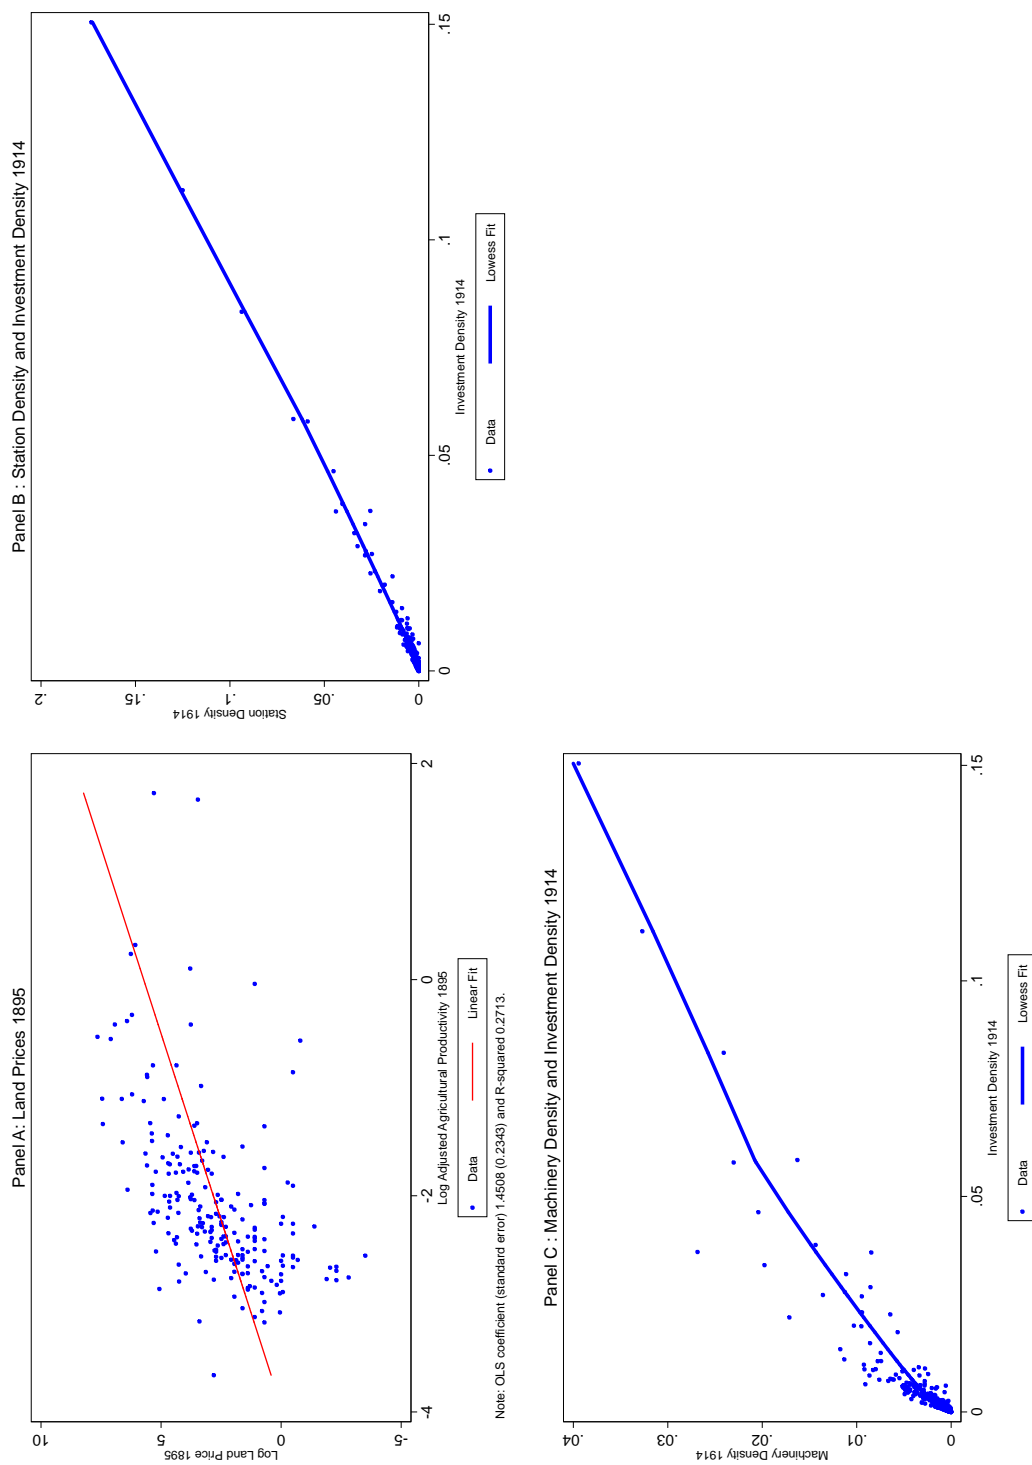 Panel A: Land Prices 1895
Log Land Price 1895
10
5
0
-5
-4
-2
0
2
Log Adjusted Agricultural Productivity 1895
Data
Linear Fit
Note: OLS coefficient (standard error) 1.4508 (0.2343) and R-squared 0.2713.
Panel B : Station Density and Investment Density 1914
Station Density 1914
.2
.15
.1
.05
0
0
.05
.1
.15
Investment Density 1914
Data
Lowess Fit
Panel C : Machinery Density and Investment Density 1914
Machinery Density 1914
.04
.03
.02
.01
0
0
.05
.1
.15
Investment Density 1914
Data
Lowess Fit